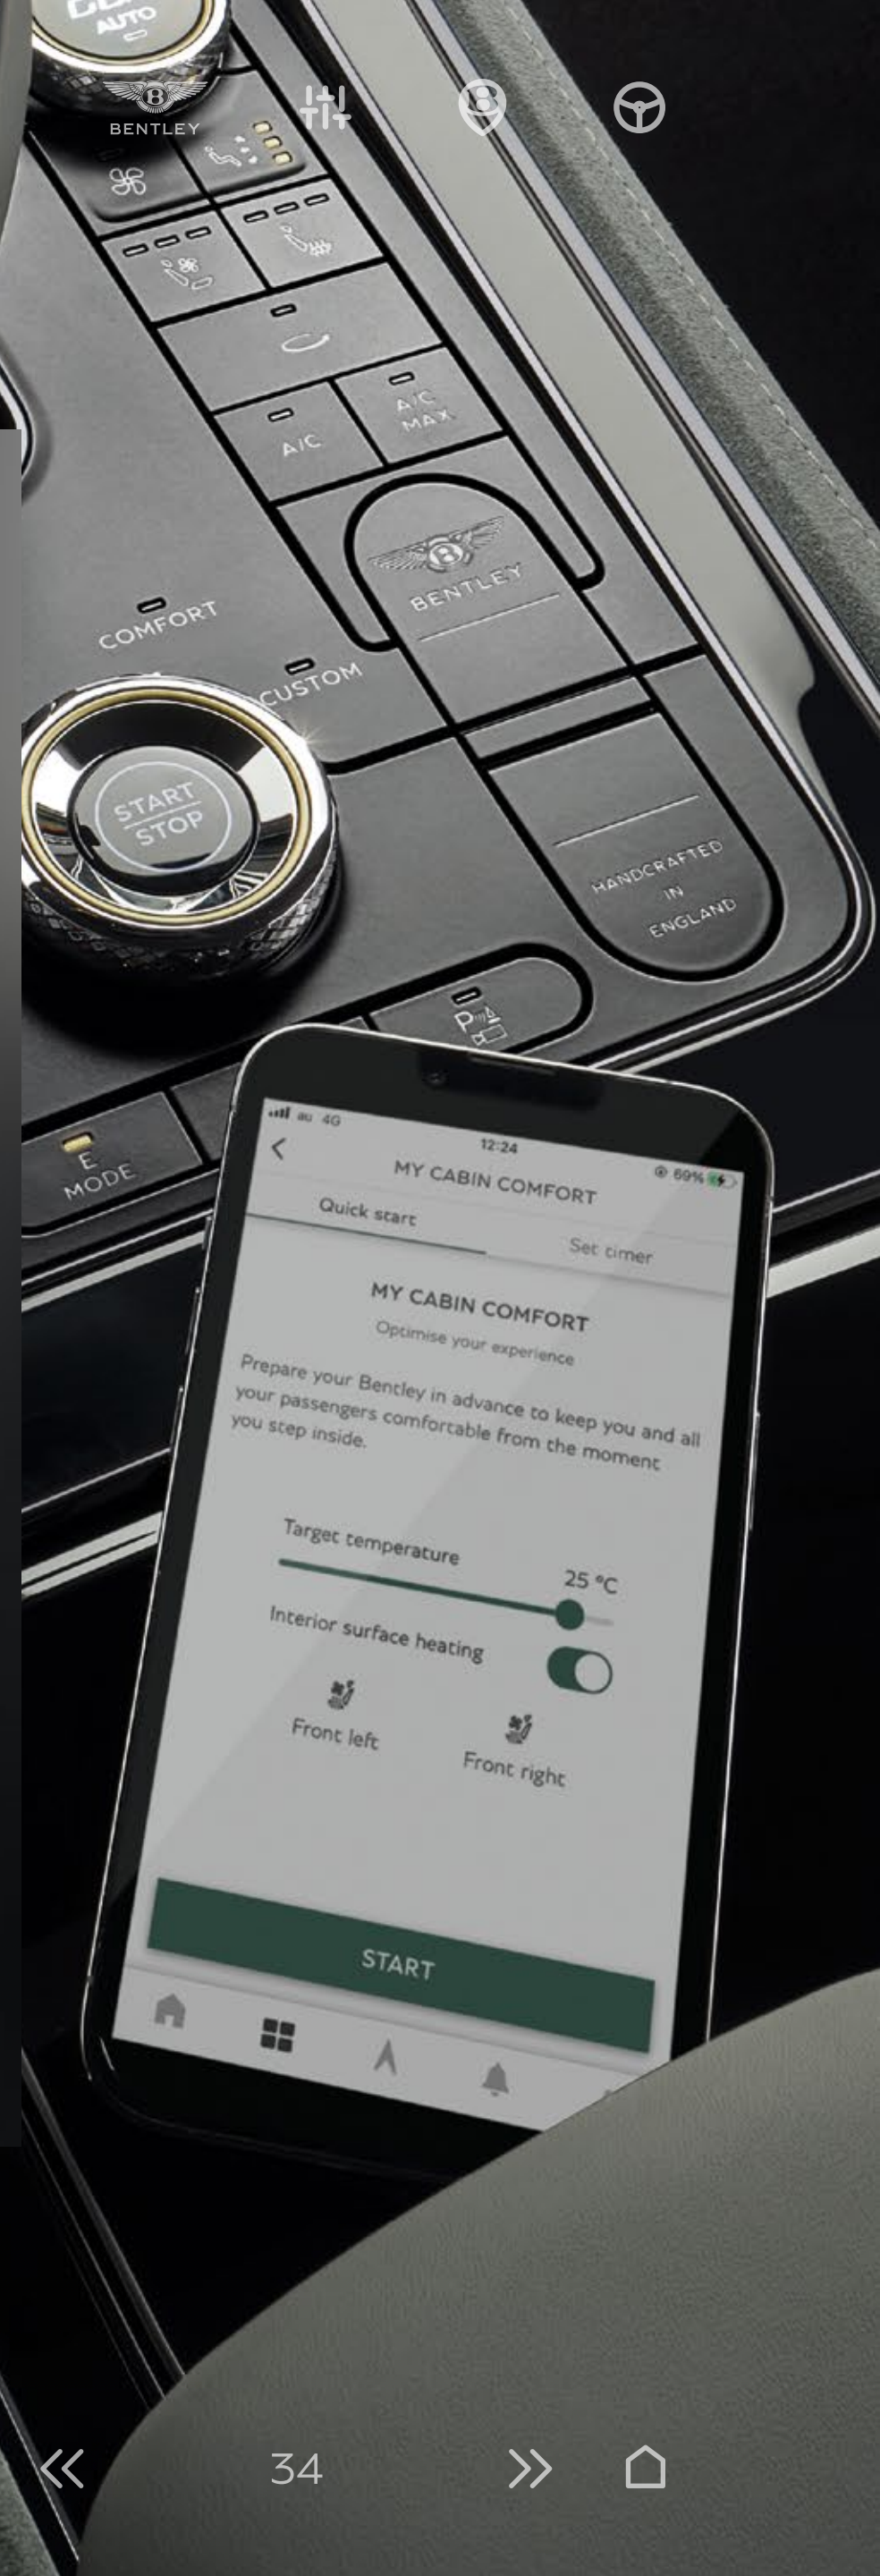 AUTO
BENTLEY
A/C
A/C
MAX
BENTLEY
COMFORT
CUSTOM
START
STOP
HANDCRAFTED
IN
ENGLAND
P
E
MODE
au 4G
12:24
69%
MY CABIN COMFORT
Quick start
Set timer
MY CABIN COMFORT
Optimise your experience
Prepare your Bentley in advance to keep you and all
your passengers comfortable from the moment
you step inside.
Target temperature
25 °C
Interior surface heating
Front left
Front right
START
34